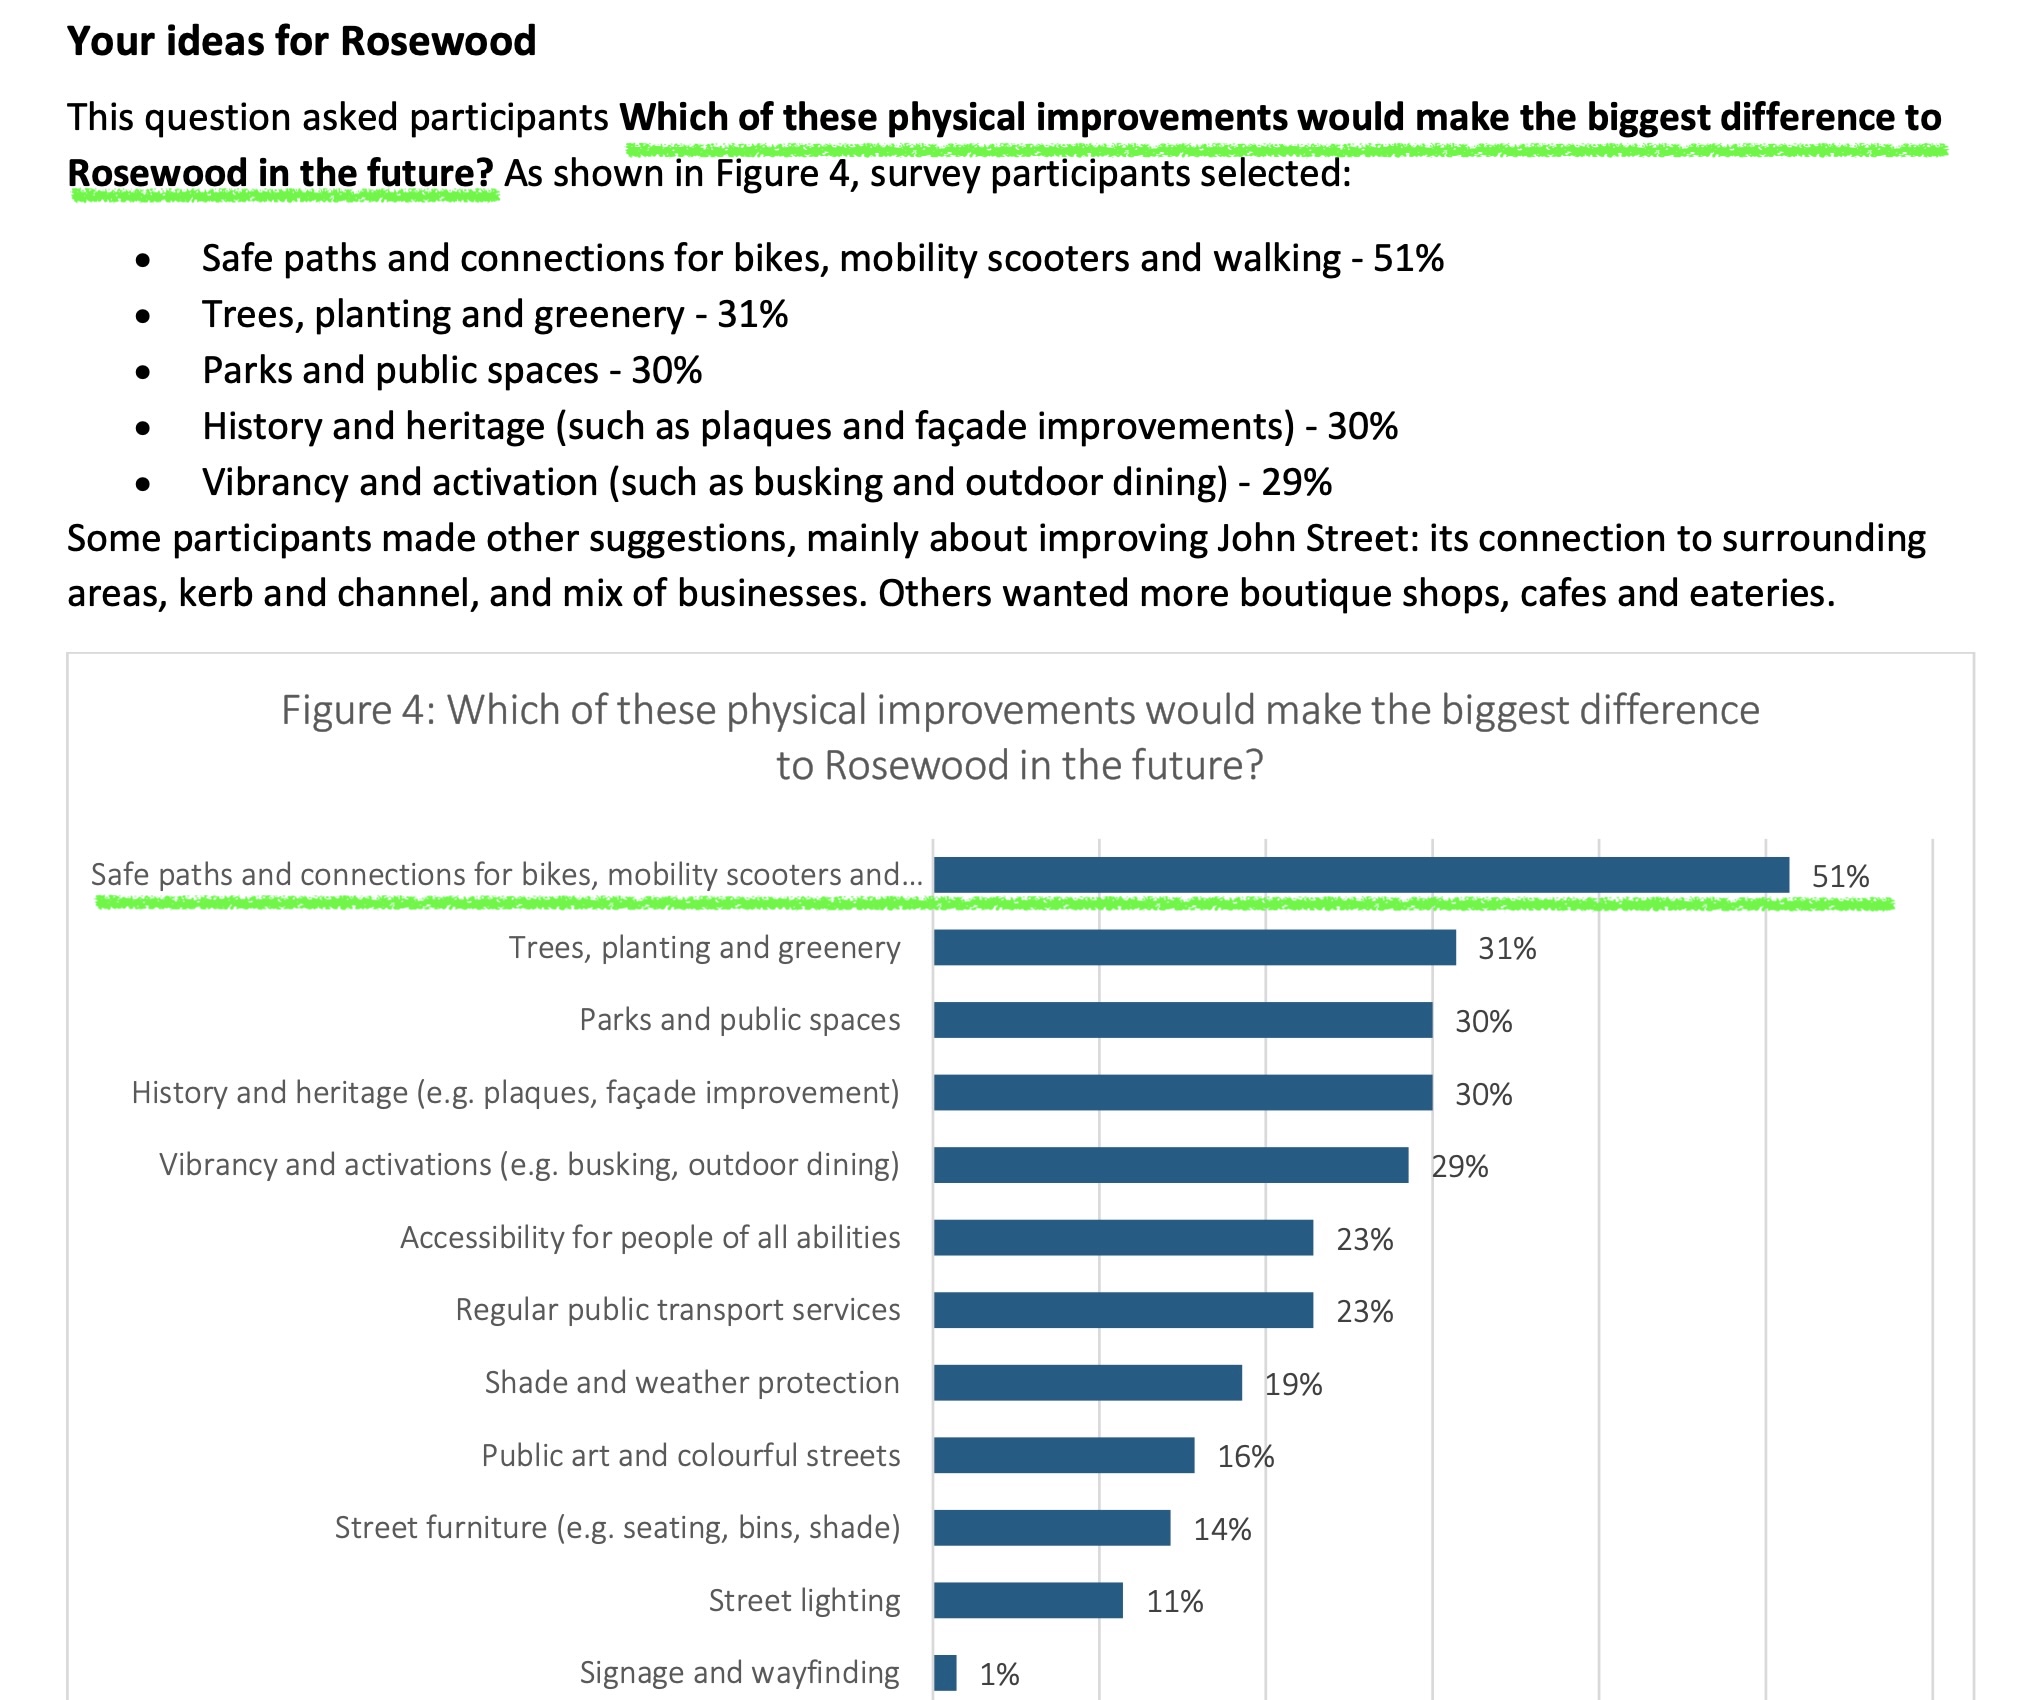 Your ideas for Rosewood
This question asked participants Which of these physical improvements would make the biggest difference to
Rosewood in the future? As shown in Figure 4, survey participants selected:
• Safe paths and connections for bikes, mobility scooters and walking - 51%
• Trees, planting and greenery - 31%
• Parks and public spaces - 30%
• History and heritage (such as plaques and façade improvements) - 30%
• Vibrancy and activation (such as busking and outdoor dining) - 29%
Some participants made other suggestions, mainly about improving John Street: its connection to surrounding
areas, kerb and channel, and mix of businesses. Others wanted more boutique shops, cafes and eateries.
Figure 4: Which of these physical improvements would make the biggest difference
to Rosewood in the future?
Safe paths and connections for bikes, mobility scooters and... 51%
Trees, planting and greenery 31%
Parks and public spaces 30%
History and heritage (e.g. plaques, façade improvement) 30%
Vibrancy and activations (e.g. busking, outdoor dining) 29%
Accessibility for people of all abilities 23%
Regular public transport services 23%
Shade and weather protection 19%
Public art and colourful streets 16%
Street furniture (e.g. seating, bins, shade) 14%
Street lighting 11%
Signage and wayfinding 1%